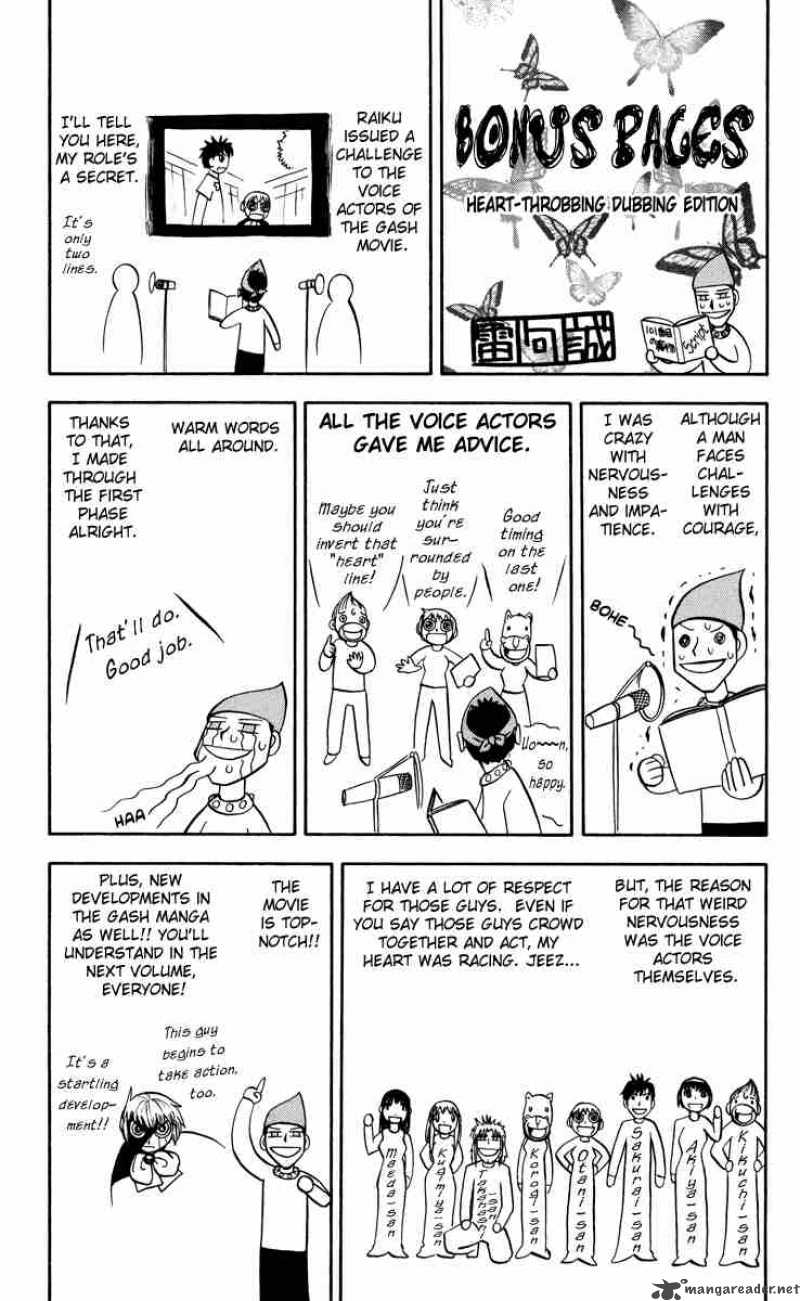 BONUS PAGES
HEART-THROBBING DUBBING EDITION
Script
雷句誠
RAIKU
ISSUED A
CHALLENGE
TO THE
VOICE
ACTORS OF
THE GASH
MOVIE.
I'LL TELL
YOU HERE,
MY ROLE'S
A SECRET.
It's
only
two
lines.
ALTHOUGH
A MAN
FACES
CHAL-
LENGES
WITH
COURAGE,
I WAS
CRAZY
WITH
NERVOUS-
NESS
AND IMPA-
TIENCE.
BOHE
ALL THE VOICE ACTORS
GAVE ME ADVICE.
Good
timing
on the
last
one!
Just
think
you're
sur-
rounded
by
people.
Maybe you
should
invert that
"heart"
line!
Uo~~~n,
so
happy.
WARM WORDS
ALL AROUND.
THANKS
TO THAT,
I MADE
THROUGH
THE FIRST
PHASE
ALRIGHT.
That'll do.
Good job.
HAA
BUT, THE REASON
FOR THAT WEIRD
NERVOUSNESS
WAS THE VOICE
ACTORS
THEMSELVES.
I HAVE A LOT OF RESPECT
FOR THOSE GUYS. EVEN IF
YOU SAY THOSE GUYS CROWD
TOGETHER AND ACT, MY
HEART WAS RACING. JEEZ...
Kikuchi-san
Akiya-san
Sakurai-san
Otani-san
Korogi-san
Takahashi
-san
Kugimiya-san
Maeda-san
THE
MOVIE
IS TOP-
NOTCH!!
PLUS, NEW
DEVELOPMENTS IN
THE GASH MANGA
AS WELL!! YOU'LL
UNDERSTAND IN THE
NEXT VOLUME,
EVERYONE!
This guy
begins to
take action,
too.
It's a
startling
develop-
ment!!
mangareader.net